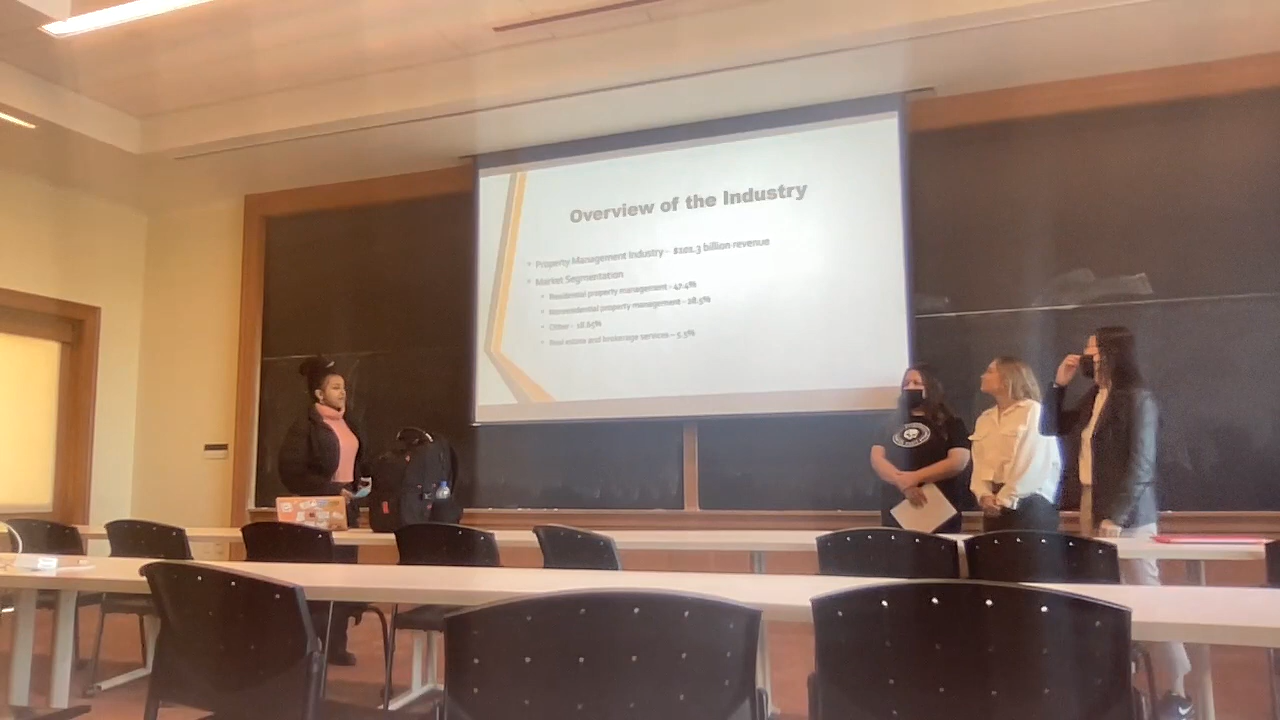 Overview of the Industry
Property Management Industry - $101.3 billion revenue
Market Segmentation
Residential property management - 47.4%
Nonresidential property management - 28.5%
Other - 18.65%
Real estate and brokerage services - 5.5%